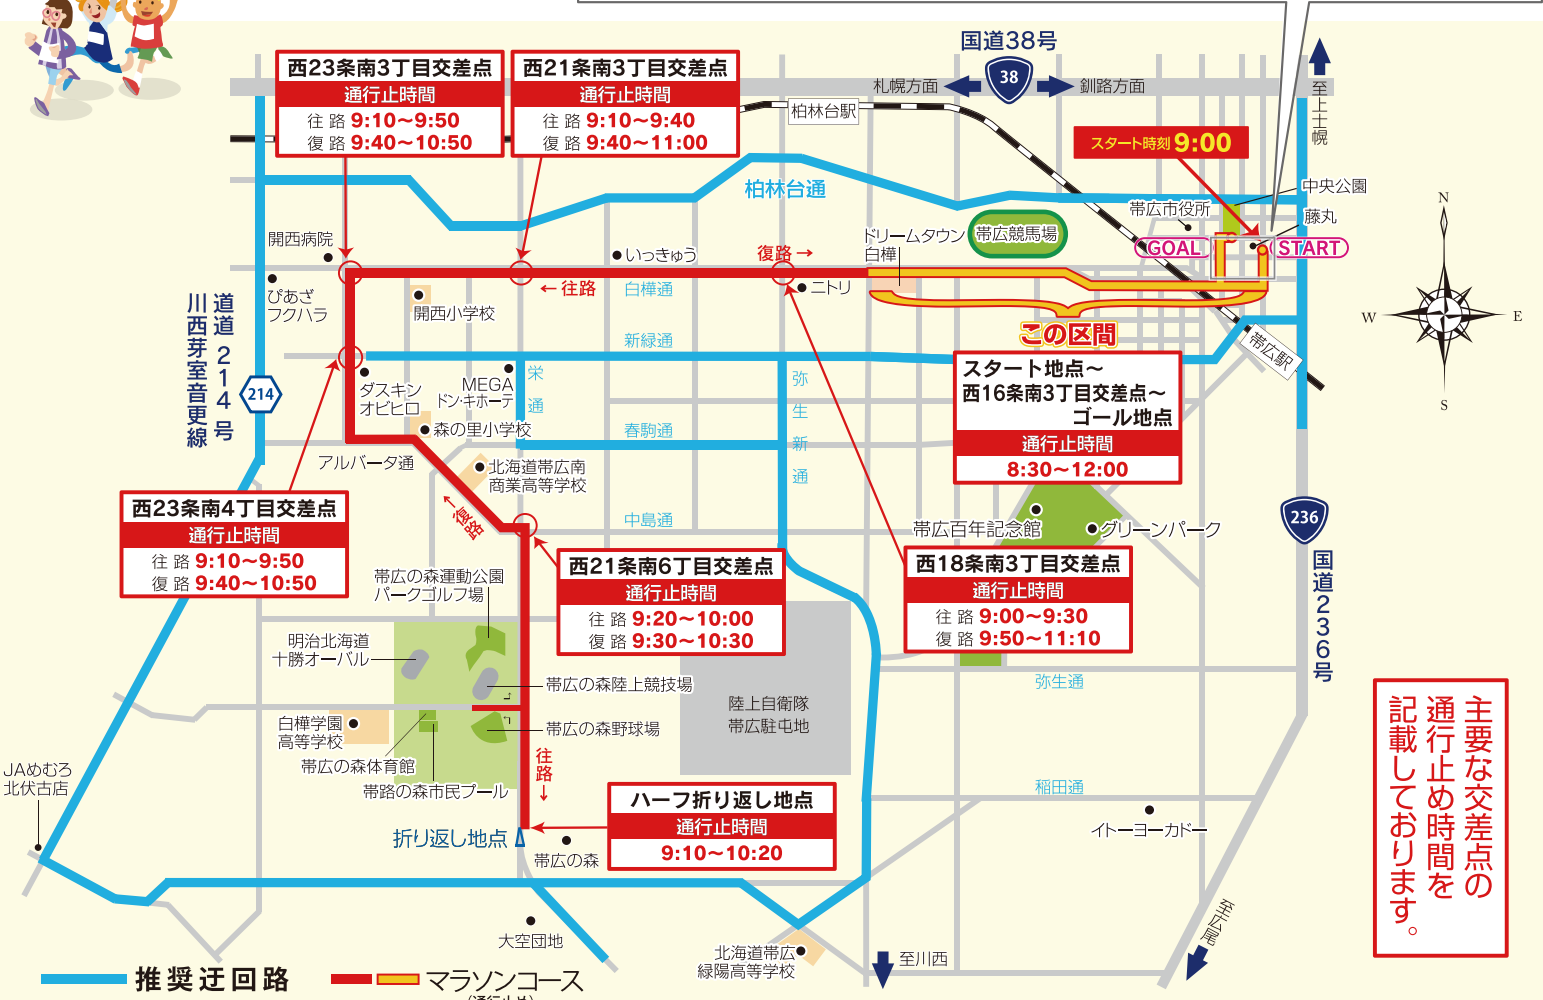 国道38号
西23条南3丁目交差点
通行止時間
往 路 9:10〜9:50
復 路 9:40〜10:50
西21条南3丁目交差点
通行止時間
往 路 9:10〜9:40
復 路 9:40〜11:00
札幌方面
38
釧路方面
至上士幌
柏林台駅
スタート時刻 9:00
柏林台通
中央公園
帯広市役所
藤丸
GOAL
START
開西病院
いっきゅう
復路→
ドリームタウン
白樺
帯広競馬場
N
W
E
S
ぴあざ
フクハラ
開西小学校
←往路
白樺通
ニトリ
道道214号
川西芽室音更線
214
新緑通
この区間
帯広駅
ダスキン
オビヒロ
MEGA
ドン・キホーテ
栄通
弥生新通
スタート地点〜
西16条南3丁目交差点〜
ゴール地点
通行止時間
8:30〜12:00
森の里小学校
春駒通
アルバータ通
北海道帯広南
商業高等学校
←復路
中島通
西23条南4丁目交差点
通行止時間
往 路 9:10〜9:50
復 路 9:40〜10:50
帯広百年記念館
グリーンパーク
236
国道236号
西21条南6丁目交差点
通行止時間
往 路 9:20〜10:00
復 路 9:30〜10:30
西18条南3丁目交差点
通行止時間
往 路 9:00〜9:30
復 路 9:50〜11:10
帯広の森運動公園
パークゴルフ場
明治北海道
十勝オーバル
帯広の森陸上競技場
弥生通
陸上自衛隊
帯広駐屯地
白樺学園
高等学校
帯広の森野球場
帯広の森体育館
往路→
帯路の森市民プール
JAめむろ
北伏古店
稲田通
ハーフ折り返し地点
通行止時間
9:10〜10:20
イトーヨーカドー
折り返し地点
帯広の森
主要な交差点の
通行止め時間を
記載しております。
大空団地
至広尾
北海道帯広
緑陽高等学校
至川西
推奨迂回路
マラソンコース